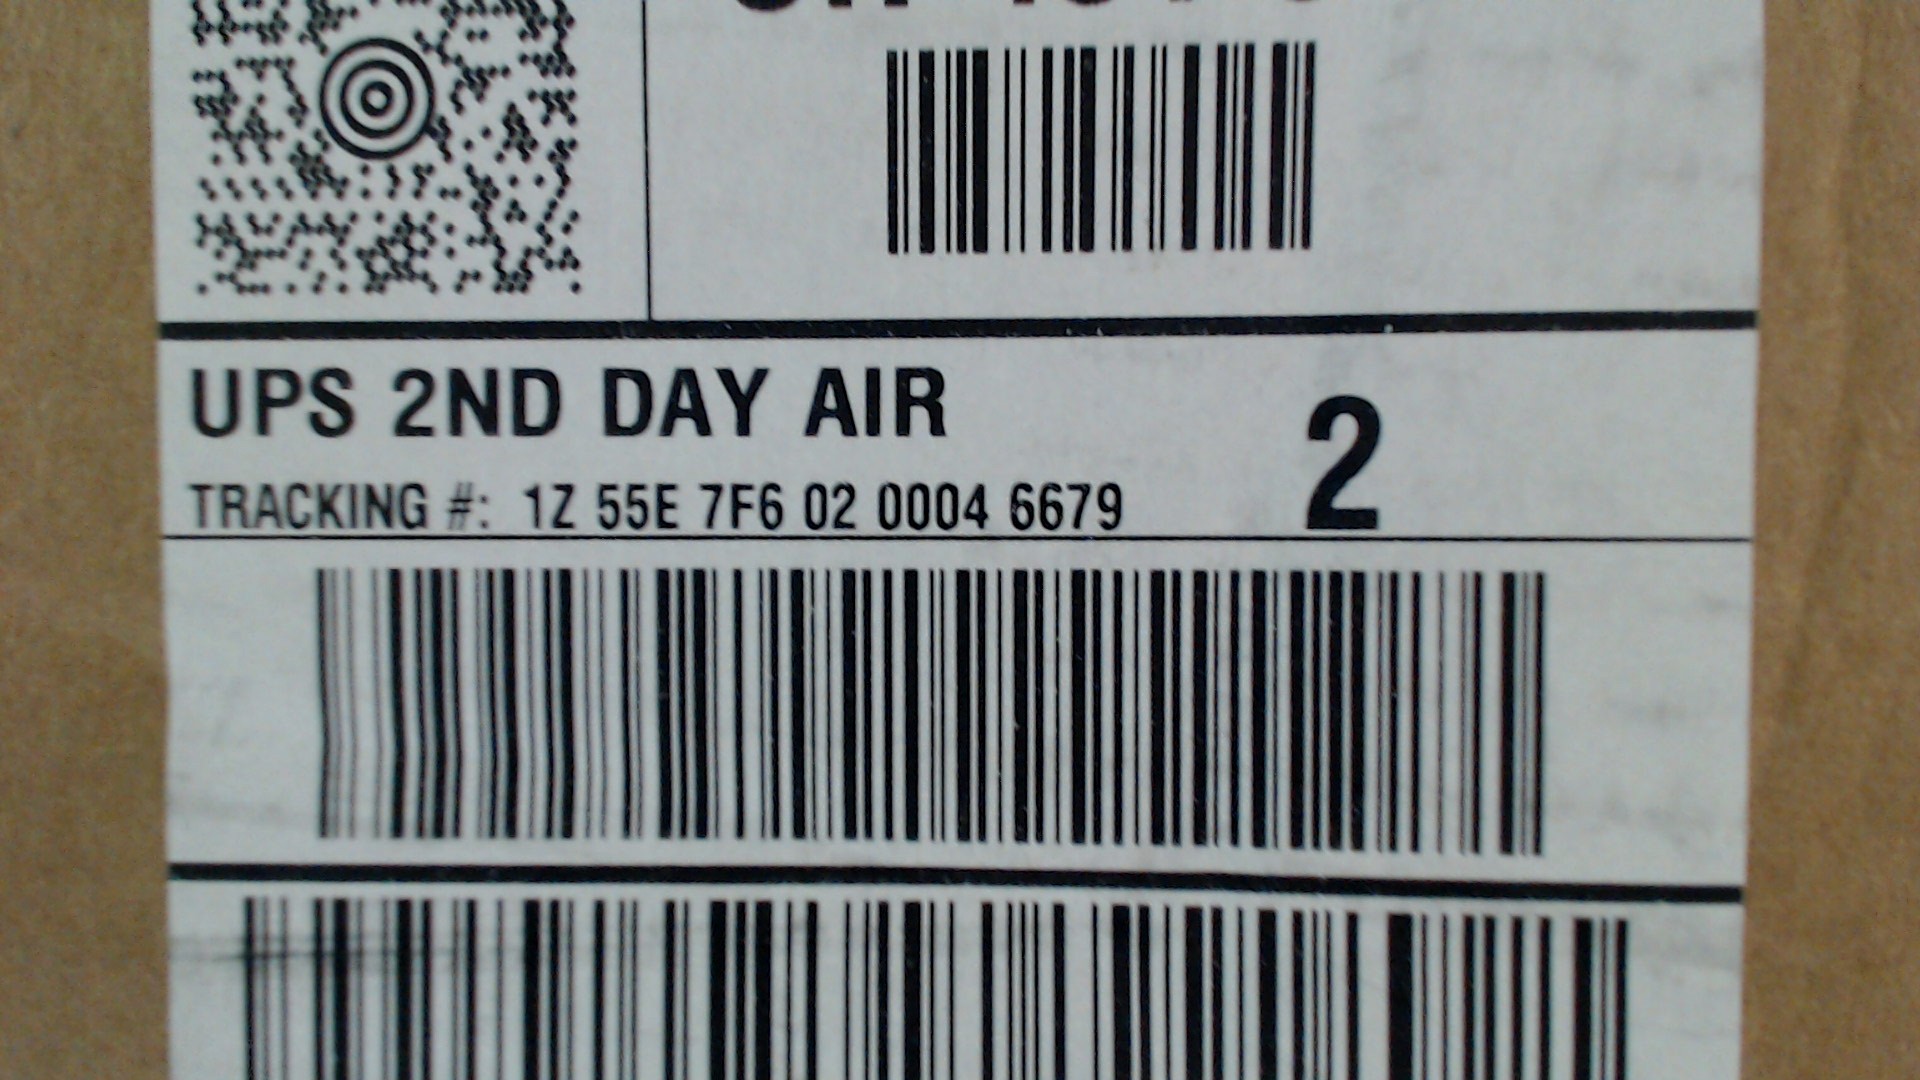 UPS 2ND DAY AIR
2
TRACKING #: 1Z 55E 7F6 02 0004 6679